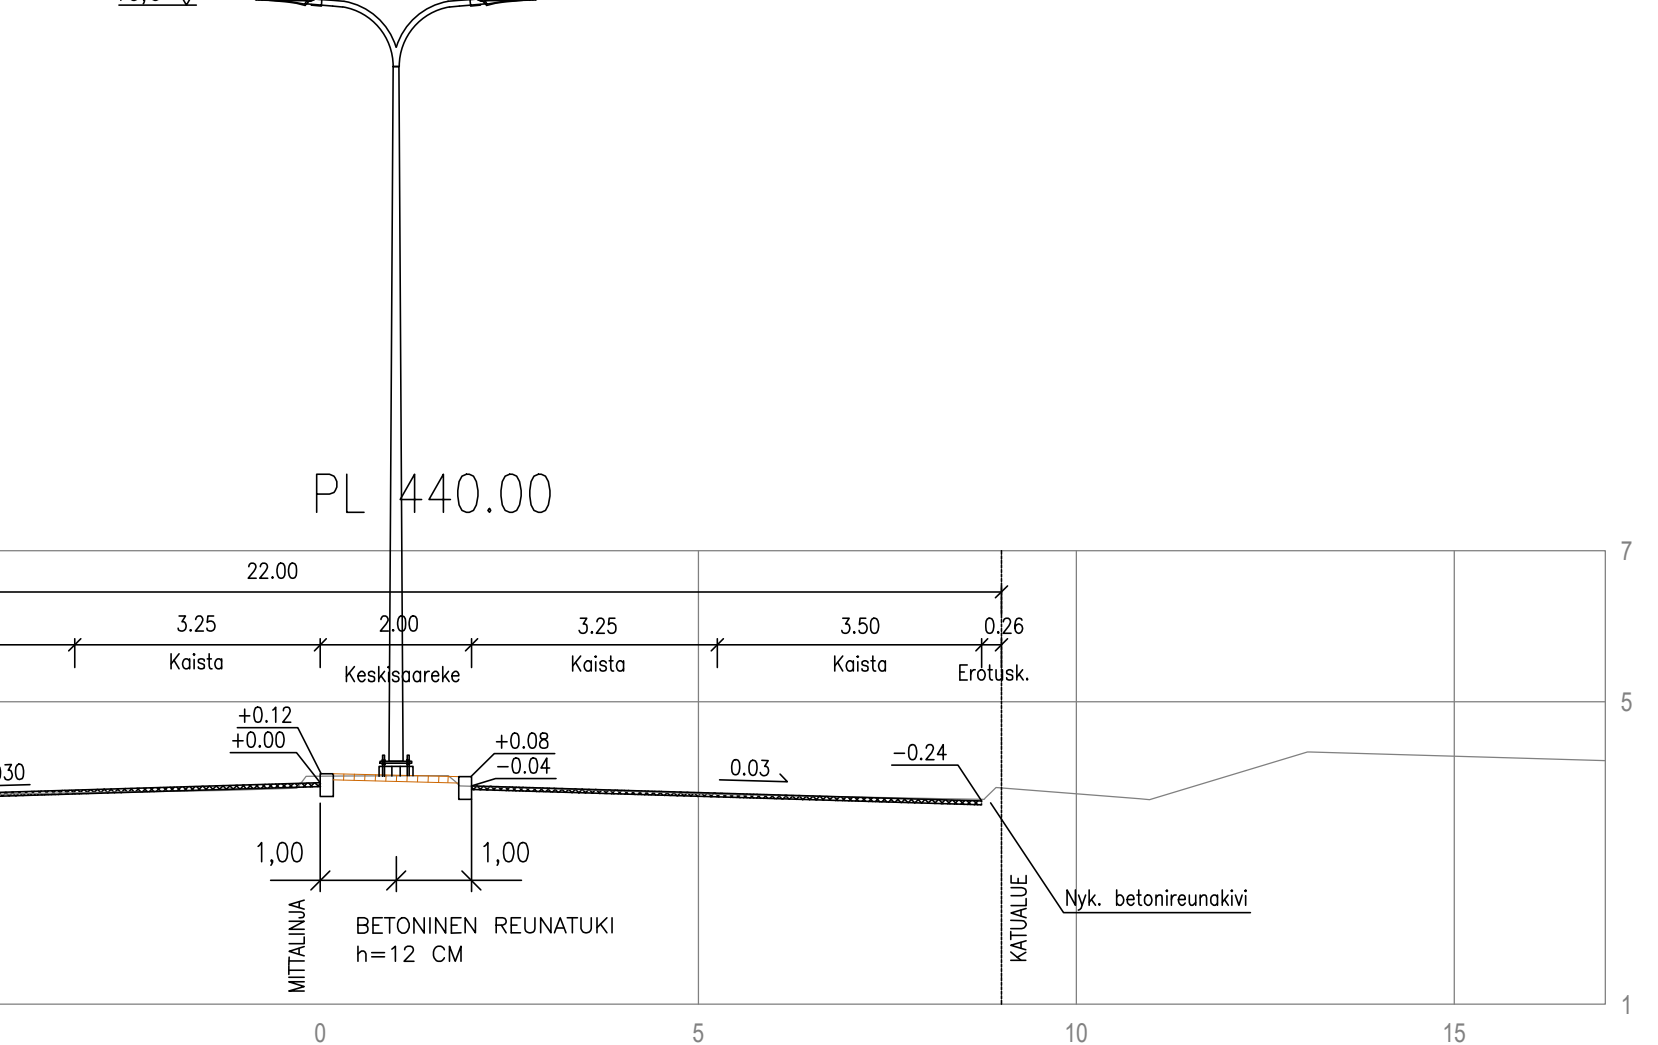 PL 440.00
7
22.00
3.25
2.00
3.25
3.50
0.26
Kaista
Keskisaareke
Kaista
Kaista
Erotusk.
5
+0.12
+0.00
+0.08
-0.04
0.03
-0.24
1,00
1,00
MITTALINJA
BETONINEN REUNATUKI
h=12 CM
KATUALUE
Nyk. betonireunakivi
1
0
5
10
15